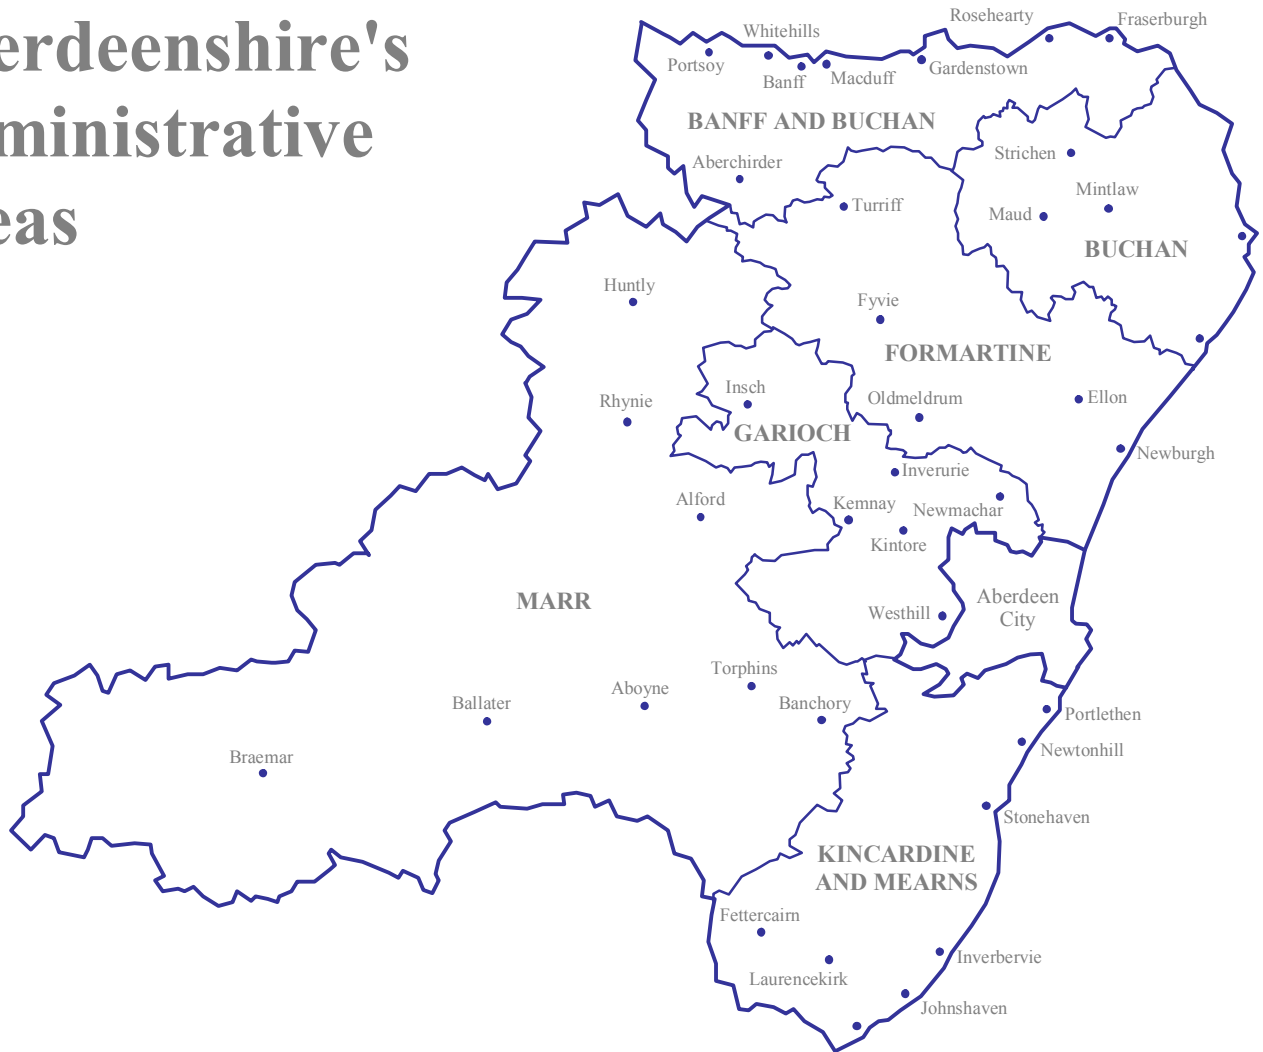 erdeenshire's
ministrative
eas
Rosehearty
Fraserburgh
Whitehills
Portsoy
Banff
Macduff
Gardenstown
BANFF AND BUCHAN
Aberchirder
Strichen
Mintlaw
Maud
Turriff
BUCHAN
Huntly
Fyvie
FORMARTINE
Insch
Rhynie
Oldmeldrum
Ellon
GARIOCH
Newburgh
Inverurie
Alford
Kemnay
Newmachar
Kintore
MARR
Aberdeen
City
Westhill
Torphins
Aboyne
Ballater
Banchory
Portlethen
Braemar
Newtonhill
Stonehaven
KINCARDINE
AND MEARNS
Fettercairn
Inverbervie
Laurencekirk
Johnshaven